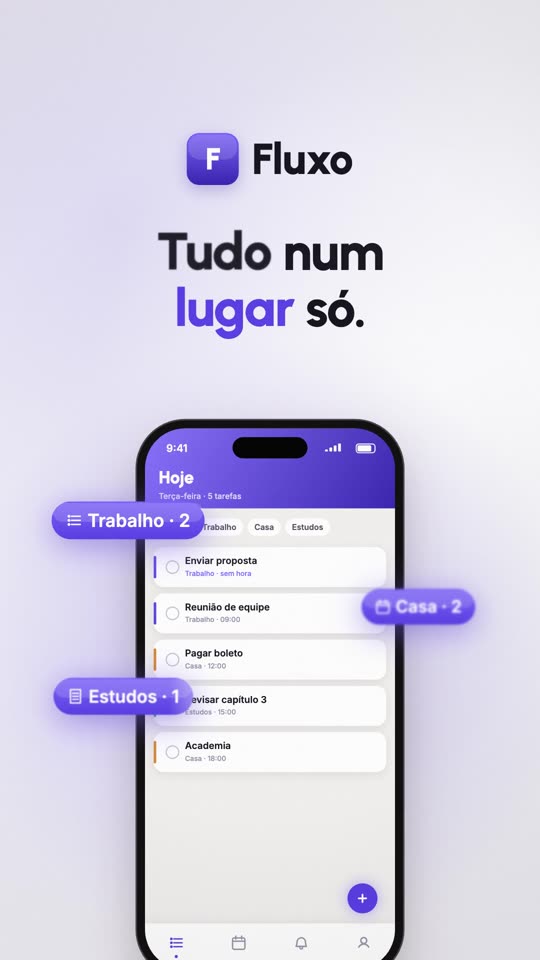 F Fluxo
Tudo num
lugar só.
9:41
Hoje
Terça-feira · 5 tarefas
Trabalho · 2
Trabalho Casa Estudos
Enviar proposta
Trabalho · sem hora
Reunião de equipe
Trabalho · 09:00
Casa · 2
Pagar boleto
Casa · 12:00
Estudos · 1
evisar capítulo 3
Estudos · 15:00
Academia
Casa · 18:00
+